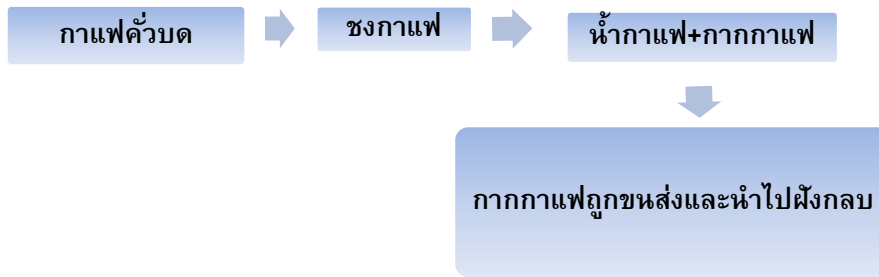 กาแฟคั่วบด
ชงกาแฟ
น้ำกาแฟ+กากกาแฟ
กากกาแฟถูกขนส่งและนำไปฝังกลบ